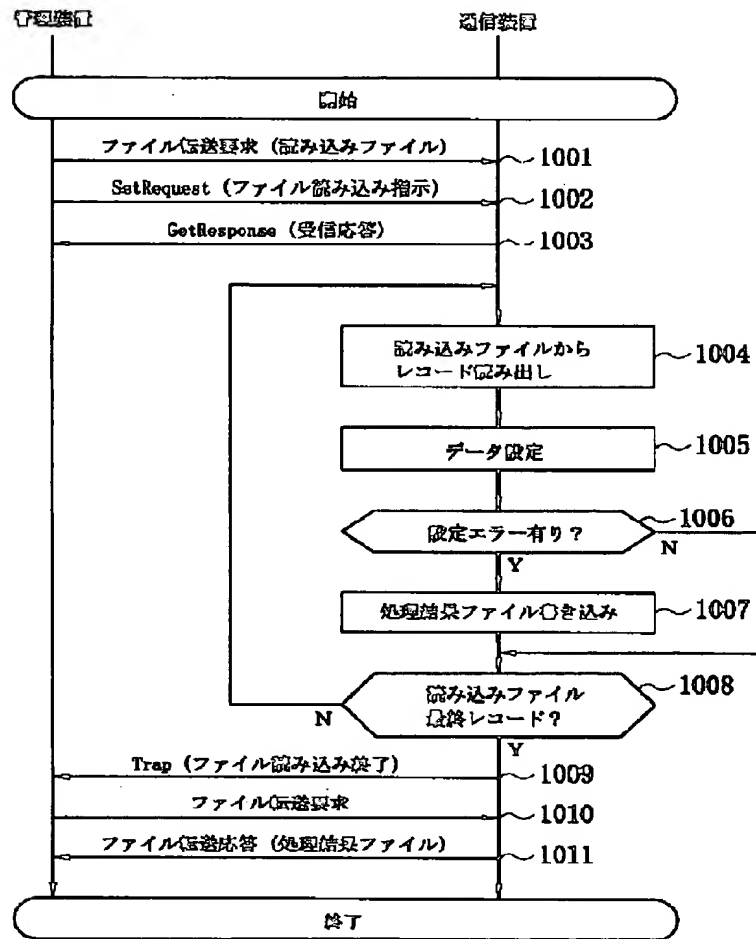 管理装置
通信装置
開始
ファイル転送要求 (読み込みファイル)
1001
SetRequest (ファイル読み込み指示)
1002
GetResponse (受信応答)
1003
読み込みファイルから
レコード読み出し
1004
データ設定
1005
設定エラー有り?
1006
N
Y
処理結果ファイル書き込み
1007
読み込みファイル
最終レコード?
1008
N
Y
Trap (ファイル読み込み終了)
1009
ファイル転送要求
1010
ファイル転送応答 (処理結果ファイル)
1011
終了